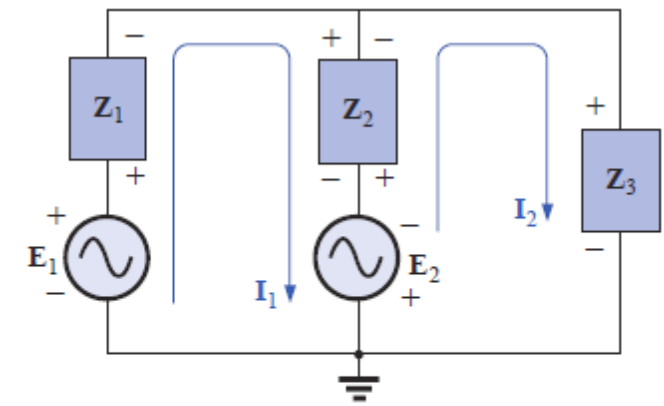 − + −
+
Z₁ Z₂
Z₃
+ − +
+ −
I₂
−
E₁ E₂
− I₁ +